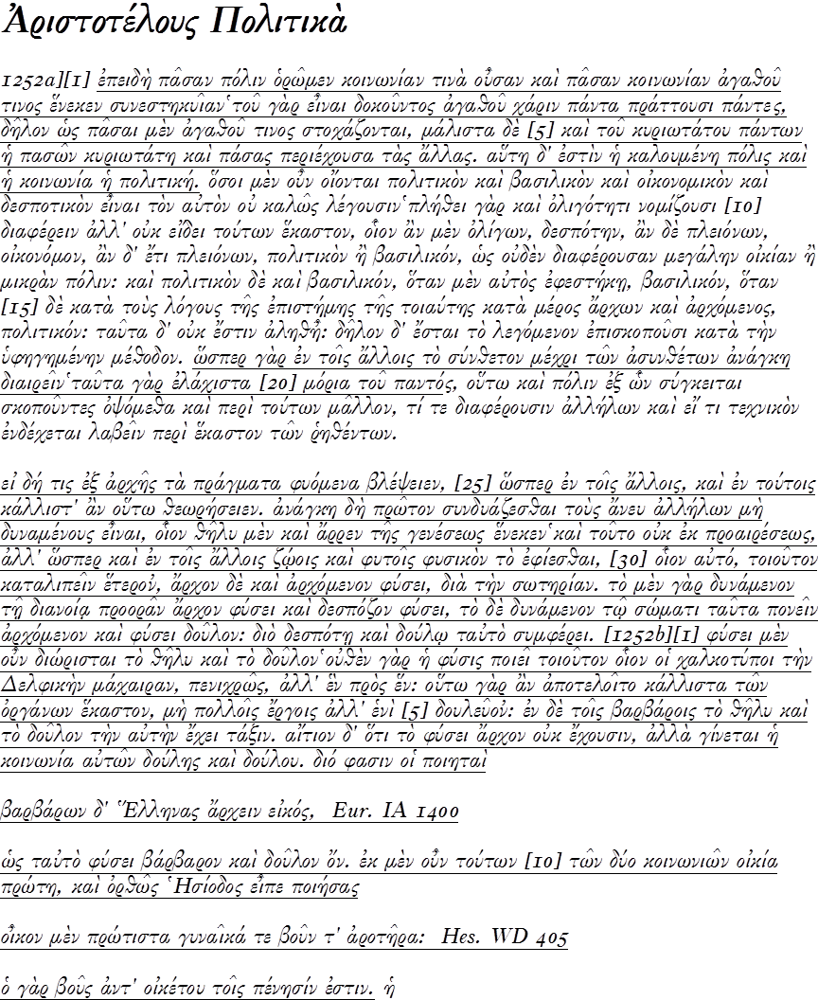 Ἀριστοτέλους Πολιτικὰ
1252a][1] ἐπειδὴ πᾶσαν πόλιν ὁρῶμεν κοινωνίαν τινὰ οὖσαν καὶ πᾶσαν κοινωνίαν ἀγαθοῦ
τινος ἕνεκεν συνεστηκυῖαν̔ τοῦ γὰρ εἶναι δοκοῦντος ἀγαθοῦ χάριν πάντα πράττουσι πάντες,
δῆλον ὡς πᾶσαι μὲν ἀγαθοῦ τινος στοχάζονται, μάλιστα δὲ [5] καὶ τοῦ κυριωτάτου πάντων
ἡ πασῶν κυριωτάτη καὶ πάσας περιέχουσα τὰς ἄλλας. αὕτη δ' ἐστὶν ἡ καλουμένη πόλις καὶ
ἡ κοινωνία ἡ πολιτική. ὅσοι μὲν οὖν οἴονται πολιτικὸν καὶ βασιλικὸν καὶ οἰκονομικὸν καὶ
δεσποτικὸν εἶναι τὸν αὐτὸν οὐ καλῶς λέγουσιν̔ πλήθει γὰρ καὶ ὀλιγότητι νομίζουσι [10]
διαφέρειν ἀλλ' οὐκ εἴδει τούτων ἕκαστον, οἷον ἂν μὲν ὀλίγων, δεσπότην, ἂν δὲ πλειόνων,
οἰκονόμον, ἂν δ' ἔτι πλειόνων, πολιτικὸν ἢ βασιλικόν, ὡς οὐδὲν διαφέρουσαν μεγάλην οἰκίαν ἢ
μικρὰν πόλιν: καὶ πολιτικὸν δὲ καὶ βασιλικόν, ὅταν μὲν αὐτὸς ἐφεστήκῃ, βασιλικόν, ὅταν
[15] δὲ κατὰ τοὺς λόγους τῆς ἐπιστήμης τῆς τοιαύτης κατὰ μέρος ἄρχων καὶ ἀρχόμενος,
πολιτικόν: ταῦτα δ' οὐκ ἔστιν ἀληθῆ: δῆλον δ' ἔσται τὸ λεγόμενον ἐπισκοποῦσι κατὰ τὴν
ὑφηγημένην μέθοδον. ὥσπερ γὰρ ἐν τοῖς ἄλλοις τὸ σύνθετον μέχρι τῶν ἀσυνθέτων ἀνάγκη
διαιρεῖν̔ ταῦτα γὰρ ἐλάχιστα [20] μόρια τοῦ παντός, οὕτω καὶ πόλιν ἐξ ὧν σύγκειται
σκοποῦντες ὀψόμεθα καὶ περὶ τούτων μᾶλλον, τί τε διαφέρουσιν ἀλλήλων καὶ εἴ τι τεχνικὸν
ἐνδέχεται λαβεῖν περὶ ἕκαστον τῶν ῥηθέντων.
εἰ δή τις ἐξ ἀρχῆς τὰ πράγματα φυόμενα βλέψειεν, [25] ὥσπερ ἐν τοῖς ἄλλοις, καὶ ἐν τούτοις
κάλλιστ' ἂν οὕτω θεωρήσειεν. ἀνάγκη δὴ πρῶτον συνδυάζεσθαι τοὺς ἄνευ ἀλλήλων μὴ
δυναμένους εἶναι, οἷον θῆλυ μὲν καὶ ἄρρεν τῆς γενέσεως ἕνεκεν̔ καὶ τοῦτο οὐκ ἐκ προαιρέσεως,
ἀλλ' ὥσπερ καὶ ἐν τοῖς ἄλλοις ζῴοις καὶ φυτοῖς φυσικὸν τὸ ἐφίεσθαι, [30] οἷον αὐτό, τοιοῦτον
καταλιπεῖν ἕτερον̓, ἄρχον δὲ καὶ ἀρχόμενον φύσει, διὰ τὴν σωτηρίαν. τὸ μὲν γὰρ δυνάμενον
τῇ διανοίᾳ προορᾶν ἄρχον φύσει καὶ δεσπόζον φύσει, τὸ δὲ δυνάμενον τῷ σώματι ταῦτα πονεῖν
ἀρχόμενον καὶ φύσει δοῦλον: διὸ δεσπότῃ καὶ δούλῳ ταὐτὸ συμφέρει. [1252b][1] φύσει μὲν
οὖν διώρισται τὸ θῆλυ καὶ τὸ δοῦλον̔ οὐθὲν γὰρ ἡ φύσις ποιεῖ τοιοῦτον οἷον οἱ χαλκοτύποι τὴν
Δελφικὴν μάχαιραν, πενιχρῶς, ἀλλ' ἓν πρὸς ἕν: οὕτω γὰρ ἂν ἀποτελοῖτο κάλλιστα τῶν
ὀργάνων ἕκαστον, μὴ πολλοῖς ἔργοις ἀλλ' ἑνὶ [5] δουλεῦον̓: ἐν δὲ τοῖς βαρβάροις τὸ θῆλυ καὶ
τὸ δοῦλον τὴν αὐτὴν ἔχει τάξιν. αἴτιον δ' ὅτι τὸ φύσει ἄρχον οὐκ ἔχουσιν, ἀλλὰ γίνεται ἡ
κοινωνία αὐτῶν δούλης καὶ δούλου. διό φασιν οἱ ποιηταὶ
βαρβάρων δ' Ἕλληνας ἄρχειν εἰκός, Eur. IA 1400
ὡς ταὐτὸ φύσει βάρβαρον καὶ δοῦλον ὄν. ἐκ μὲν οὖν τούτων [10] τῶν δύο κοινωνιῶν οἰκία
πρώτη, καὶ ὀρθῶς Ἡσίοδος εἶπε ποιήσας
οἶκον μὲν πρώτιστα γυναῖκά τε βοῦν τ' ἀροτῆρα: Hes. WD 405
ὁ γὰρ βοῦς ἀντ' οἰκέτου τοῖς πένησίν ἐστιν. ἡ